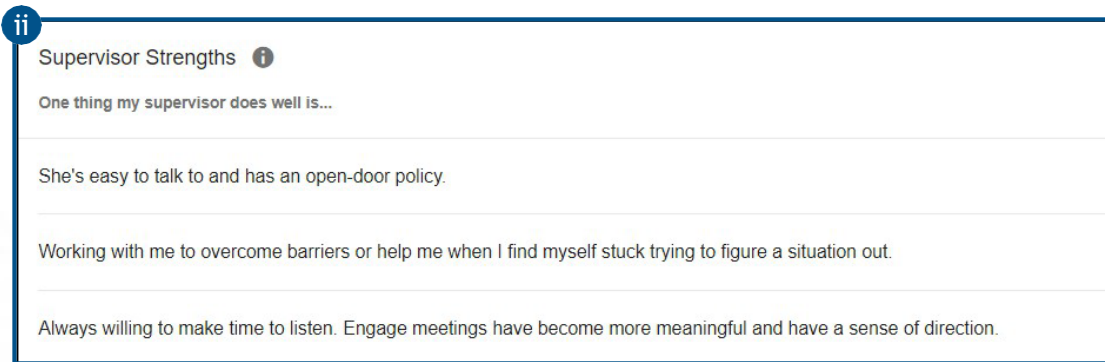 ii
Supervisor Strengths i
One thing my supervisor does well is...
She's easy to talk to and has an open-door policy.
Working with me to overcome barriers or help me when I find myself stuck trying to figure a situation out.
Always willing to make time to listen. Engage meetings have become more meaningful and have a sense of direction.